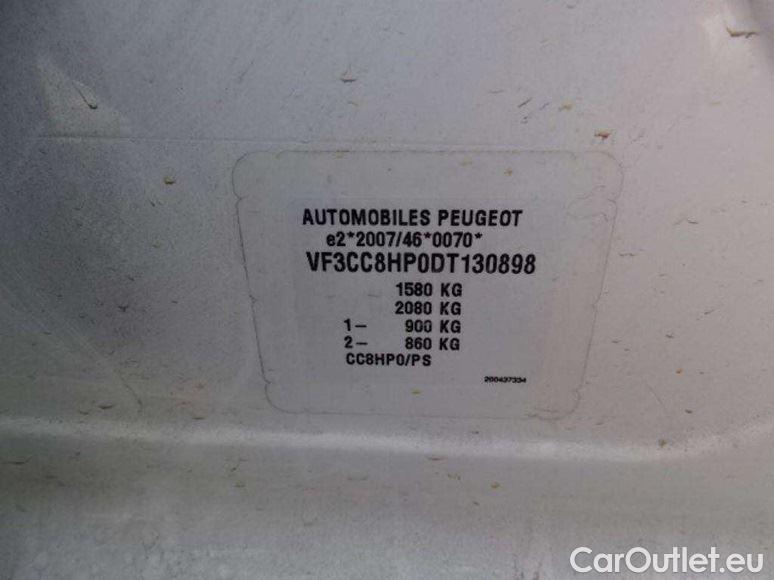 AUTOMOBILES PEUGEOT
e2*2007/46*0070*
VF3CC8HP0DT130898
1580 KG
2080 KG
1- 900 KG
2- 860 KG
CC8HP0/PS
200437334
CarOutlet.eu